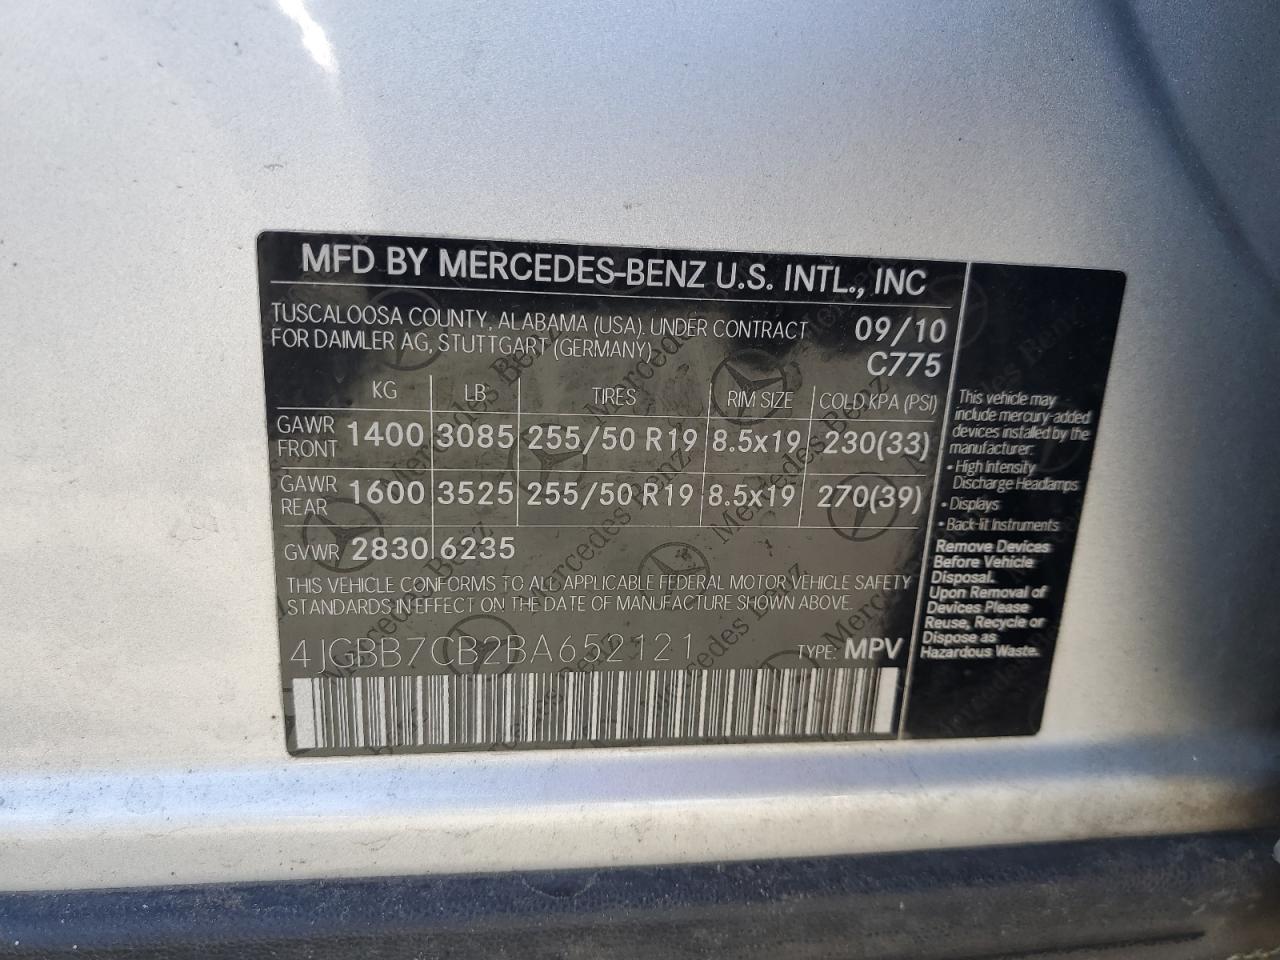 MFD BY MERCEDES-BENZ U.S. INTL., INC
TUSCALOOSA COUNTY, ALABAMA (USA), UNDER CONTRACT
FOR DAIMLER AG, STUTTGART (GERMANY)
09/10
C775
KG LB TIRES RIM SIZE COLD KPA (PSI)
GAWR FRONT 1400 3085 255/50 R19 8.5x19 230(33)
GAWR REAR 1600 3525 255/50 R19 8.5x19 270(39)
GVWR 2830 6235
THIS VEHICLE CONFORMS TO ALL APPLICABLE FEDERAL MOTOR VEHICLE SAFETY
STANDARDS IN EFFECT ON THE DATE OF MANUFACTURE SHOWN ABOVE.
4JGBB7CB2BA652121 TYPE: MPV
This vehicle may
include mercury-added
devices installed by the
manufacturer:
• High Intensity
Discharge Headlamps
• Displays
• Back-lit Instruments
Remove Devices
Before Vehicle
Disposal.
Upon Removal of
Devices Please
Reuse, Recycle or
Dispose as
Hazardous Waste.